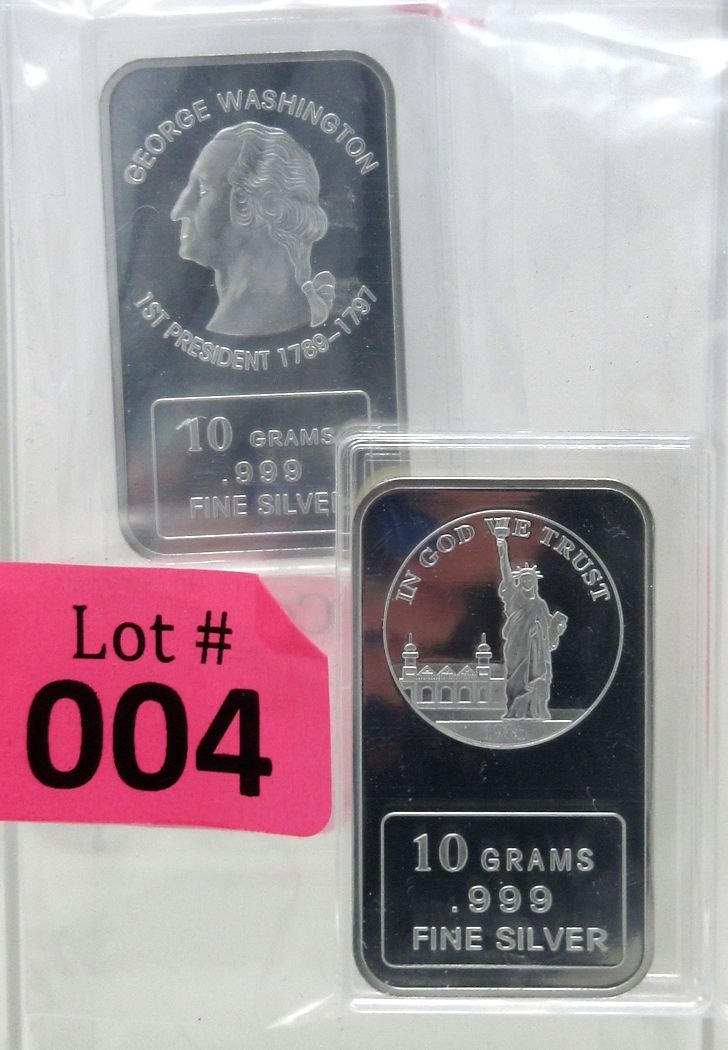 GEORGE WASHINGTON
1ST PRESIDENT 1789-1797
10 GRAMS
.999
FINE SILVER
Lot #
004
IN GOD WE TRUST
10 GRAMS
.999
FINE SILVER